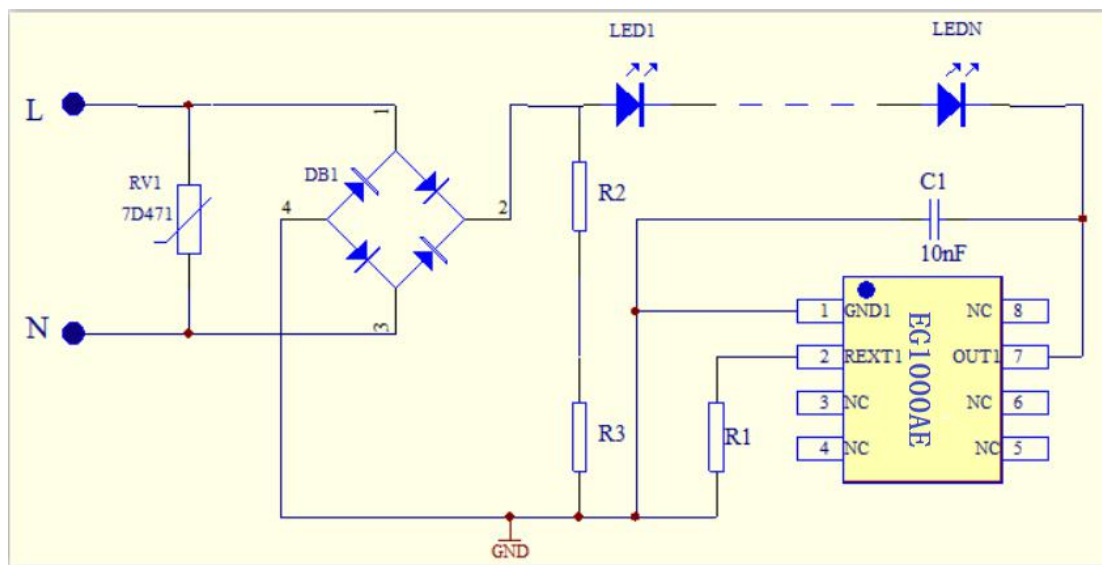 LED1
LEDN
L
1
RV1
7D471
DB1
4
2
R2
C1
10nF
N
3
1
GND1
NC
8
2
REXT1
OUT1
7
3
NC
NC
6
4
NC
NC
5
EG1000AE
R3
R1
GND